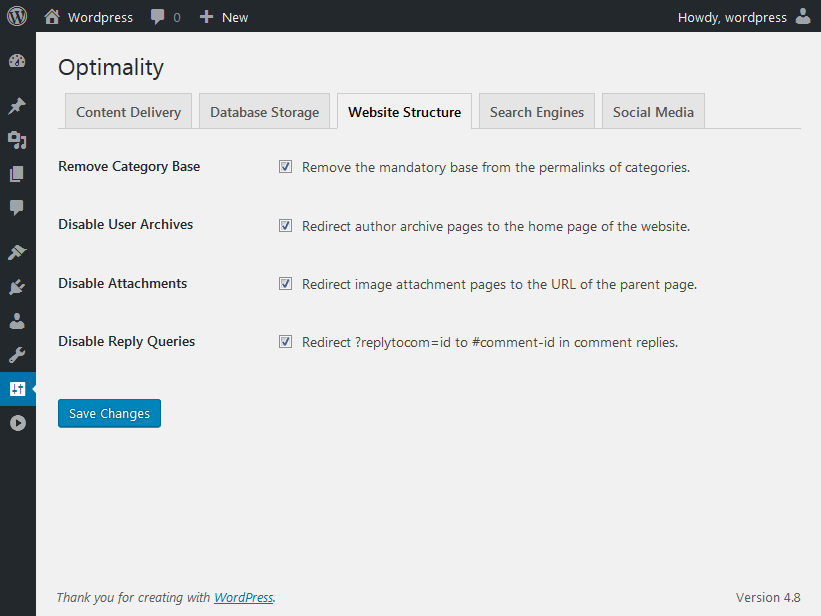 Wordpress 0 New Howdy, wordpress
Optimality
Content Delivery Database Storage Website Structure Search Engines Social Media
Remove Category Base Remove the mandatory base from the permalinks of categories.
Disable User Archives Redirect author archive pages to the home page of the website.
Disable Attachments Redirect image attachment pages to the URL of the parent page.
Disable Reply Queries Redirect ?replytocom=id to #comment-id in comment replies.
Save Changes
Thank you for creating with WordPress. Version 4.8